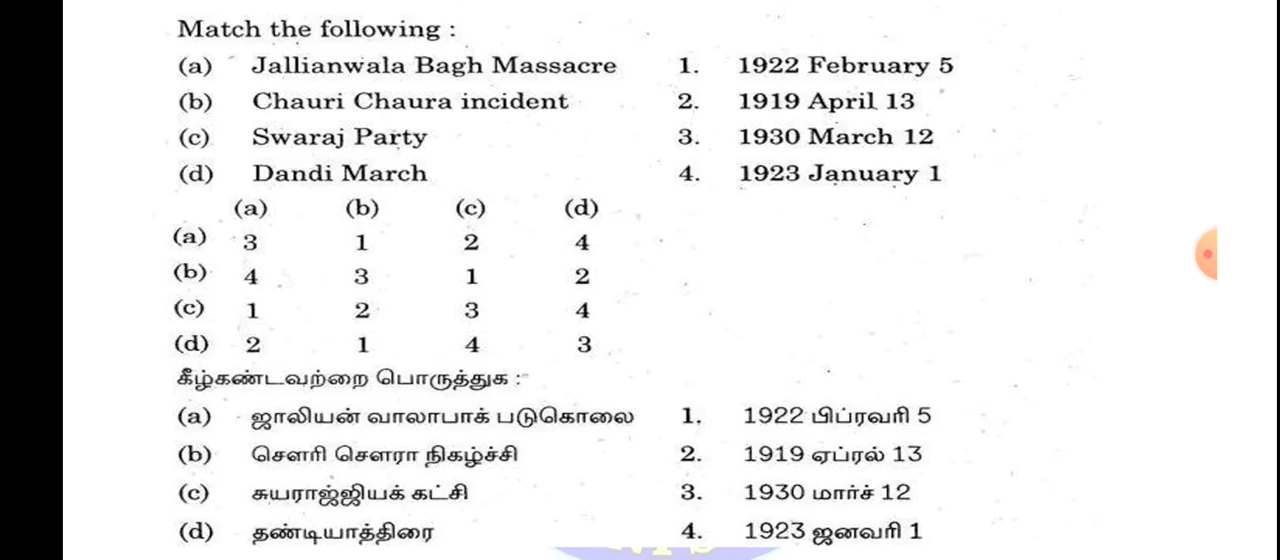 Match the following :
(a) Jallianwala Bagh Massacre 1. 1922 February 5
(b) Chauri Chaura incident 2. 1919 April 13
(c) Swaraj Party 3. 1930 March 12
(d) Dandi March 4. 1923 January 1
(a) (b) (c) (d)
(a) 3 1 2 4
(b) 4 3 1 2
(c) 1 2 3 4
(d) 2 1 4 3
கீழ்கண்டவற்றை பொருத்துக :
(a) ஜாலியன் வாலாபாக் படுகொலை 1. 1922 பிப்ரவரி 5
(b) சௌரி சௌரா நிகழ்ச்சி 2. 1919 ஏப்ரல் 13
(c) சுயராஜ்ஜியக் கட்சி 3. 1930 மார்ச் 12
(d) தண்டியாத்திரை 4. 1923 ஜனவரி 1